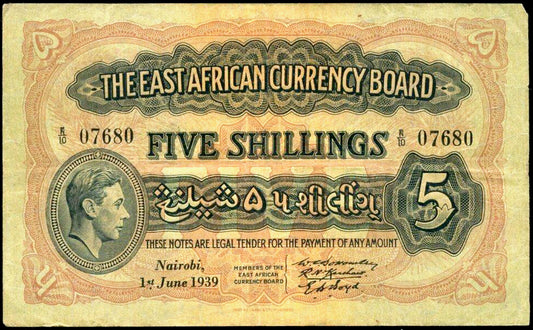 THE EAST AFRICAN CURRENCY BOARD
R/10 07680 R/10 07680
FIVE SHILLINGS
شيلنغ ۵ ૫ શીલીંગ 5
THESE NOTES ARE LEGAL TENDER FOR THE PAYMENT OF ANY AMOUNT
Nairobi,
1st June 1939
MEMBERS OF THE
EAST AFRICAN
CURRENCY BOARD